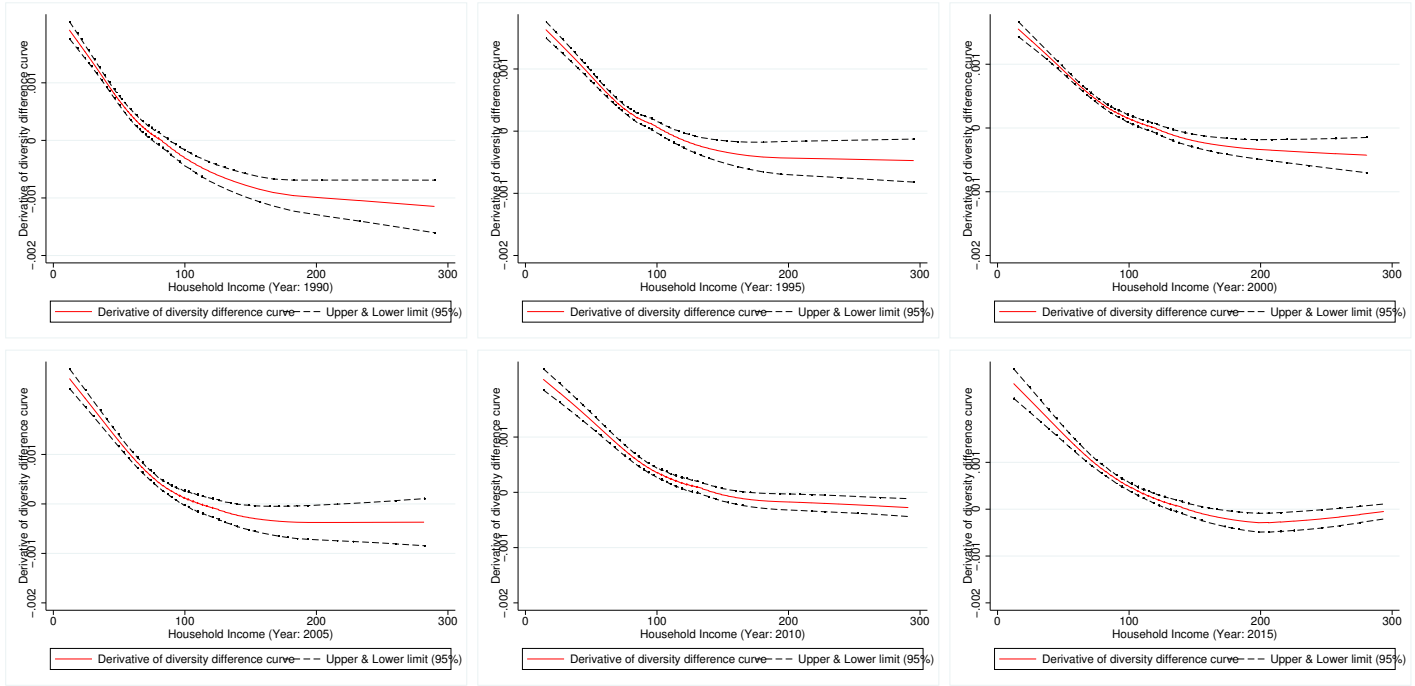 Derivative of diversity difference curve
.001
0
-.001
-.002
0 100 200 300
Household Income (Year: 1990)
Derivative of diversity difference curve Upper & Lower limit (95%)
Derivative of diversity difference curve
.001
0
-.001
-.002
0 100 200 300
Household Income (Year: 1995)
Derivative of diversity difference curve Upper & Lower limit (95%)
Derivative of diversity difference curve
.001
0
-.001
-.002
0 100 200 300
Household Income (Year: 2000)
Derivative of diversity difference curve Upper & Lower limit (95%)
Derivative of diversity difference curve
.001
0
-.001
-.002
0 100 200 300
Household Income (Year: 2005)
Derivative of diversity difference curve Upper & Lower limit (95%)
Derivative of diversity difference curve
.001
0
-.001
-.002
0 100 200 300
Household Income (Year: 2010)
Derivative of diversity difference curve Upper & Lower limit (95%)
Derivative of diversity difference curve
.001
0
-.001
-.002
0 100 200 300
Household Income (Year: 2015)
Derivative of diversity difference curve Upper & Lower limit (95%)